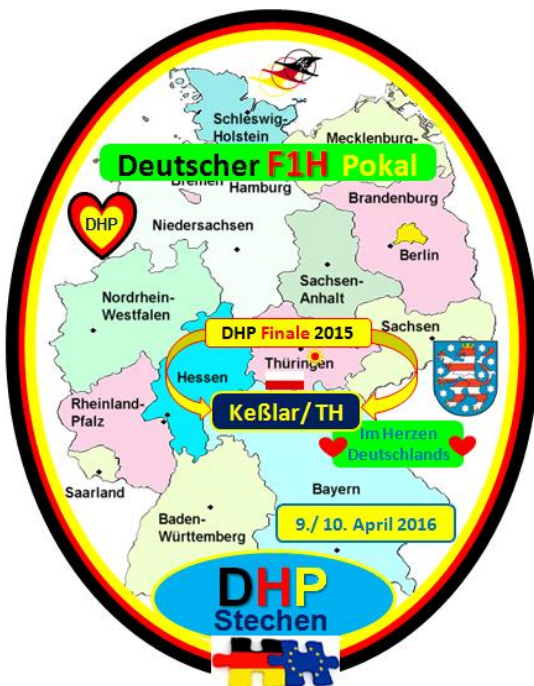 Schleswig-
Holstein
Mecklenburg-
Deutscher F1H Pokal
Bremen
Hamburg
Brandenburg
DHP
Niedersachsen
Berlin
Sachsen-
Anhalt
Nordrhein-
Westfalen
DHP Finale 2015
Sachsen
Thüringen
Hessen
Keßlar/ TH
Rheinland-
Pfalz
Im Herzen
Deutschlands
Saarland
Bayern
Baden-
Württemberg
9./ 10. April 2016
DHP
Stechen